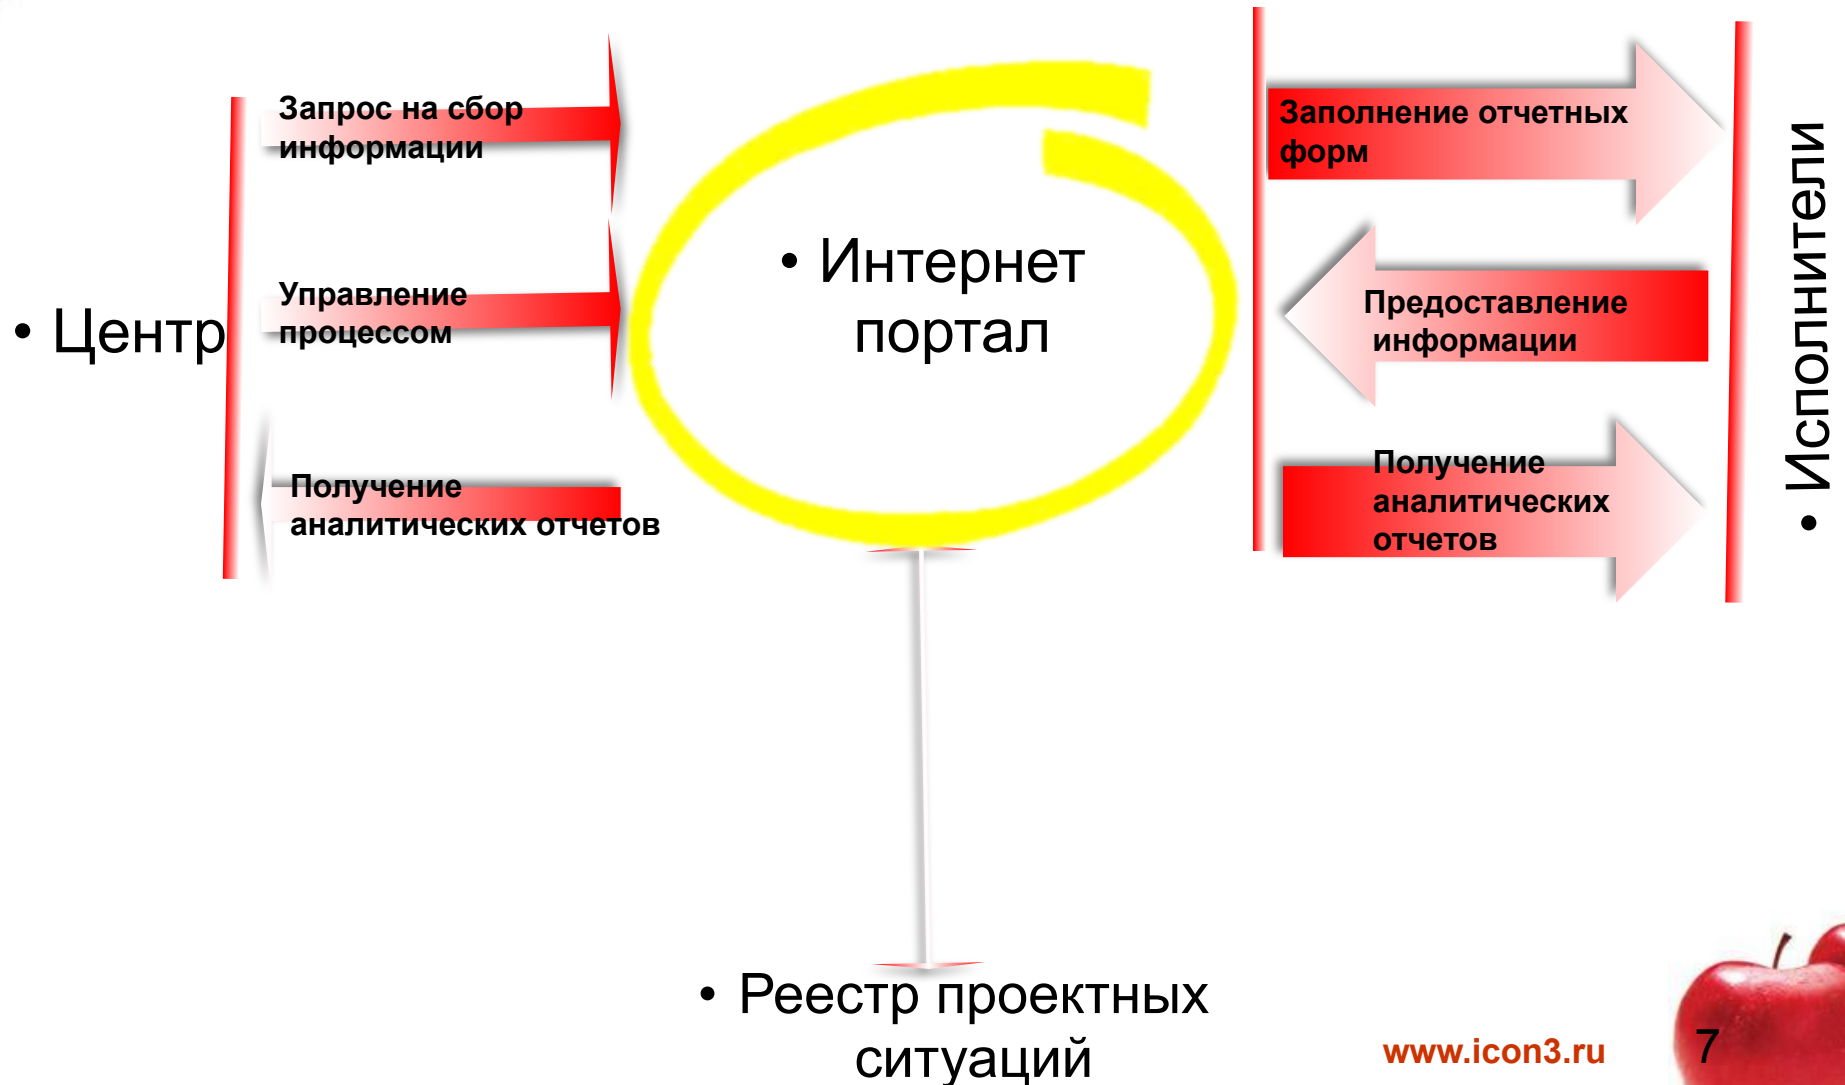 • Центр
Запрос на сбор
информации
Управление
процессом
Получение
аналитических отчетов
• Интернет
портал
Заполнение отчетных
форм
Предоставление
информации
Получение
аналитических
отчетов
• Исполнители
• Реестр проектных
ситуаций
www.icon3.ru
7